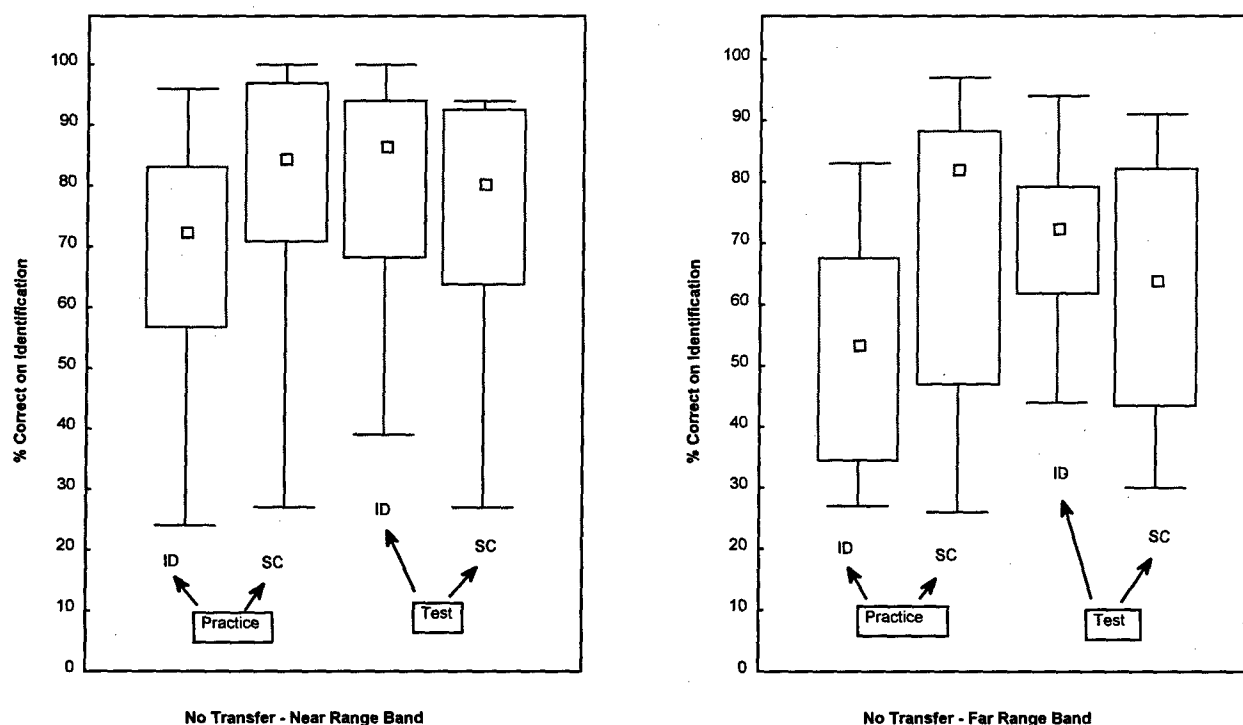 % Correct on Identification
100
90
80
70
60
50
40
30
20
10
0
ID
SC
ID
SC
Practice
Test
No Transfer - Near Range Band
% Correct on Identification
100
90
80
70
60
50
40
30
20
10
0
ID
SC
ID
SC
Practice
Test
No Transfer - Far Range Band